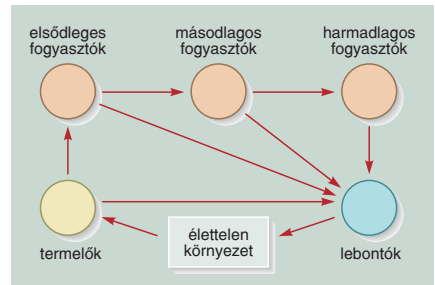 elsődleges
fogyasztók
másodlagos
fogyasztók
harmadlagos
fogyasztók
termelők
élettelen
környezet
lebontók